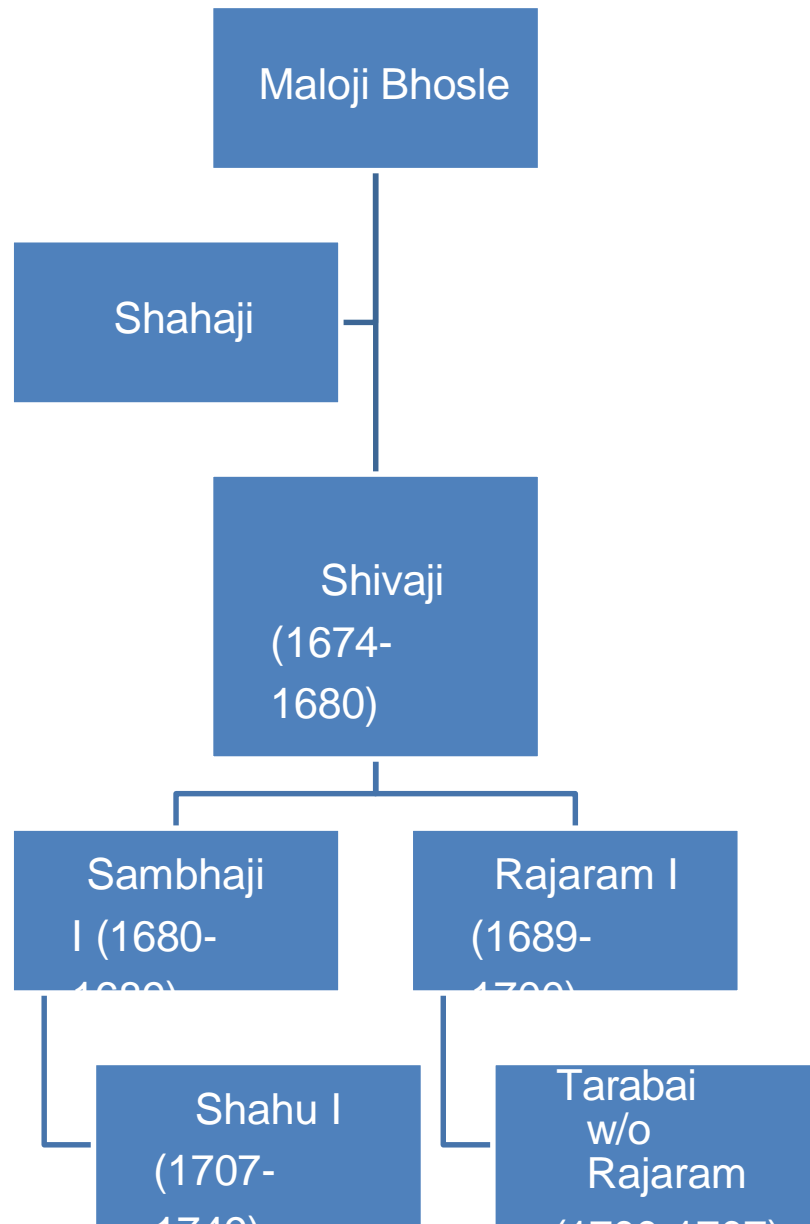 Maloji Bhosle
Shahaji
Shivaji
(1674-
1680)
Sambhaji
I (1680-
Rajaram I
(1689-
Shahu I
(1707-
Tarabai
w/o
Rajaram